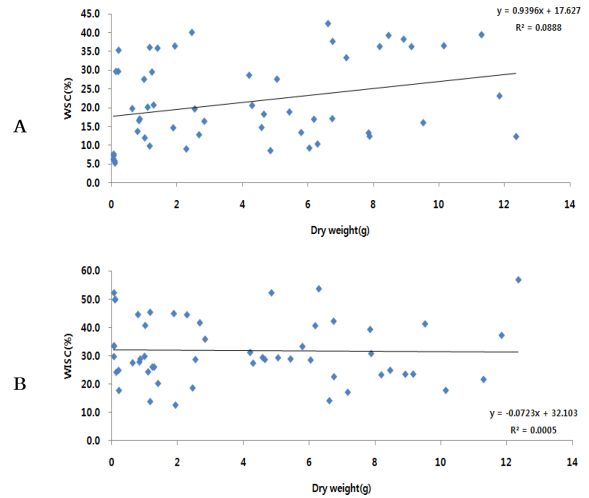 y = 0.9396x + 17.627
R² = 0.0888
A
WSC(%)
45.0
40.0
35.0
30.0
25.0
20.0
15.0
10.0
5.0
0.0
0 2 4 6 8 10 12 14
Dry weight(g)
B
WISC(%)
60.0
50.0
40.0
30.0
20.0
10.0
0.0
y = -0.0723x + 32.103
R² = 0.0005
0 2 4 6 8 10 12 14
Dry weight(g)